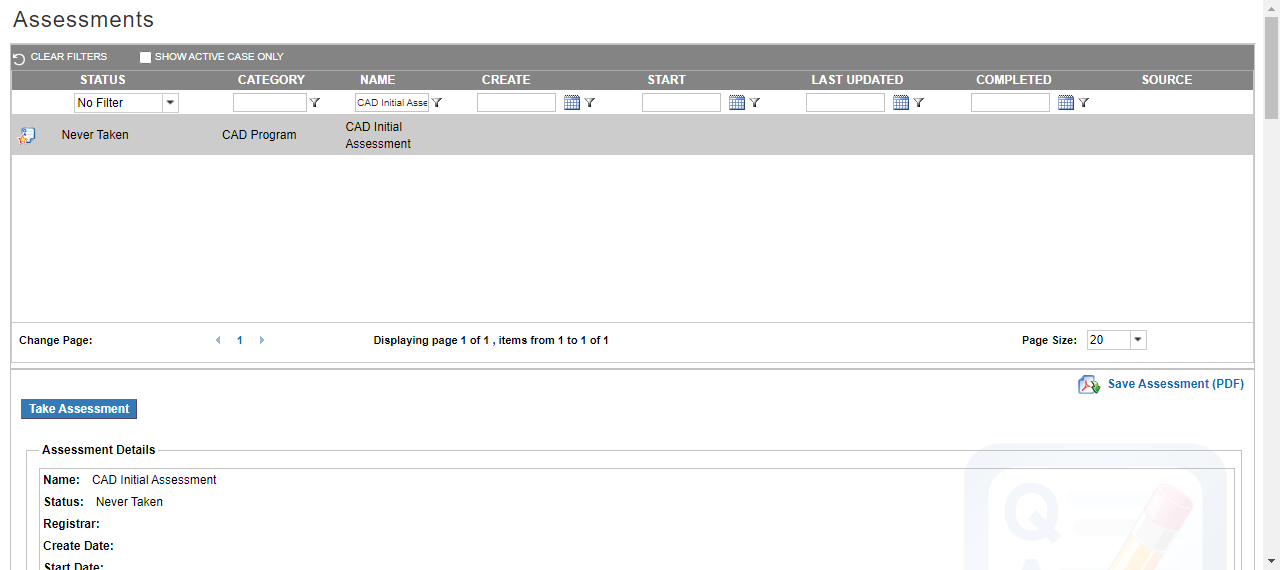 Assessments
CLEAR FILTERS SHOW ACTIVE CASE ONLY
STATUS CATEGORY NAME CREATE START LAST UPDATED COMPLETED SOURCE
No Filter CAD Initial Asse
Never Taken CAD Program CAD Initial
Assessment
Change Page: 1 Displaying page 1 of 1 , items from 1 to 1 of 1 Page Size: 20
Save Assessment (PDF)
Take Assessment
Assessment Details
Name: CAD Initial Assessment
Status: Never Taken
Registrar:
Create Date:
Start Date:
Q
A